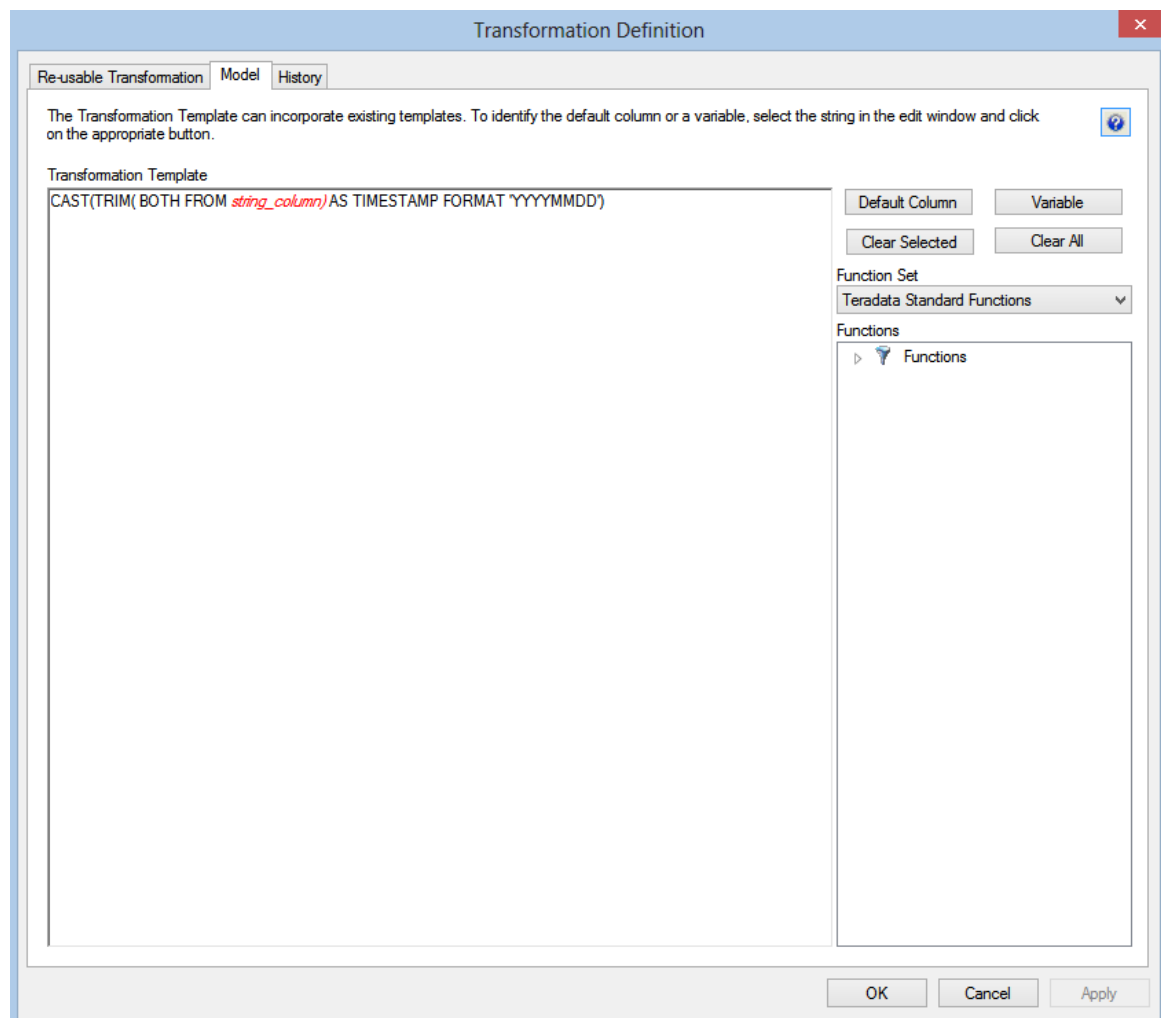 Transformation Definition
Re-usable Transformation Model History
The Transformation Template can incorporate existing templates. To identify the default column or a variable, select the string in the edit window and click
on the appropriate button.
Transformation Template
CAST(TRIM( BOTH FROM string_column) AS TIMESTAMP FORMAT 'YYYYMMDD')
Default Column Variable
Clear Selected Clear All
Function Set
Teradata Standard Functions
Functions
Functions
OK Cancel Apply